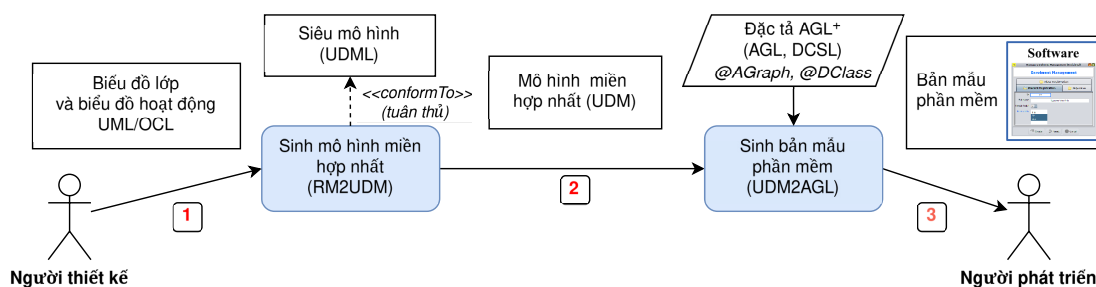 Siêu mô hình
(UDML)
Đặc tả AGL+
(AGL, DCSL)
@AGraph, @DClass
Software
Enrolment Management
Bản mẫu
phần mềm
Biểu đồ lớp
và biểu đồ hoạt động
UML/OCL
<<conformTo>>
(tuân thủ)
Mô hình miền
hợp nhất (UDM)
Sinh mô hình miền
hợp nhất
(RM2UDM)
Sinh bản mẫu
phần mềm
(UDM2AGL)
1
2
3
Người thiết kế
Người phát triển